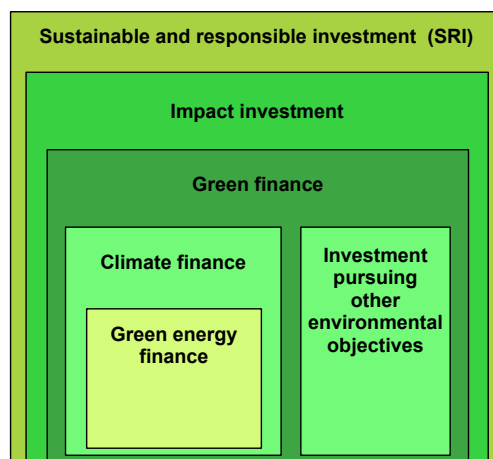 Sustainable and responsible investment  (SRI)
Impact investment
Green finance
Climate finance
Green energy
finance
Investment
pursuing
other
environmental
objectives